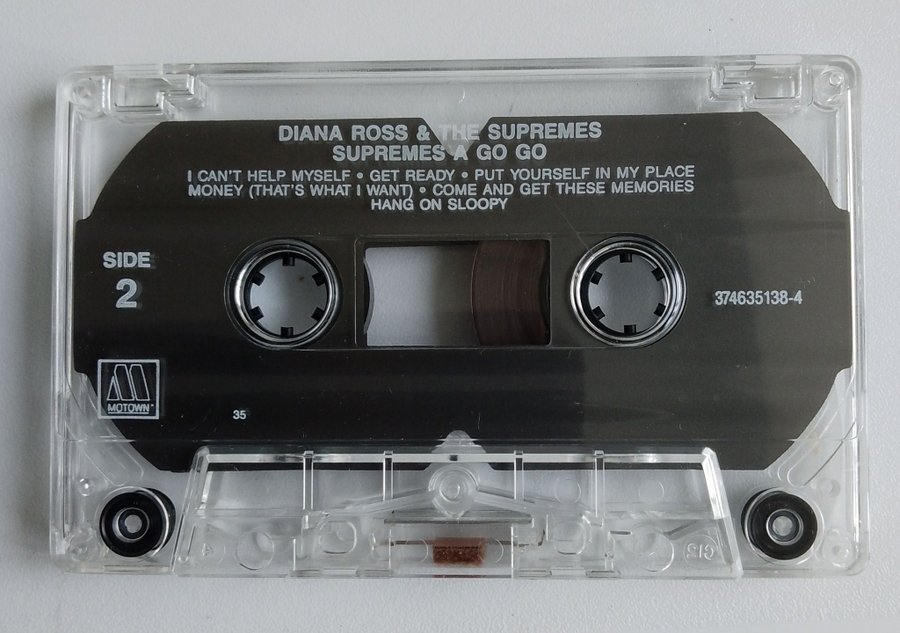 DIANA ROSS & THE SUPREMES
SUPREMES A GO GO
I CAN'T HELP MYSELF • GET READY • PUT YOURSELF IN MY PLACE
MONEY (THAT'S WHAT I WANT) • COME AND GET THESE MEMORIES
HANG ON SLOOPY
SIDE
2
374635138-4
MOTOWN
35